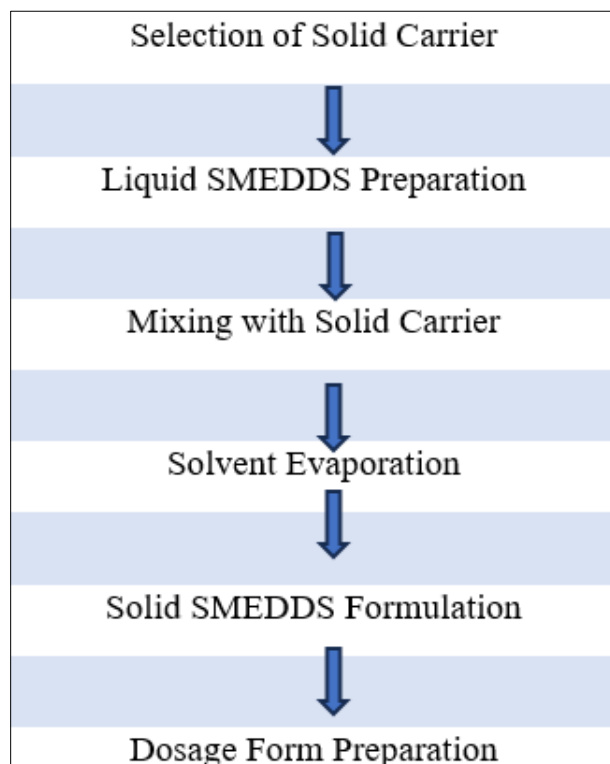 Selection of Solid Carrier
Liquid SMEDDS Preparation
Mixing with Solid Carrier
Solvent Evaporation
Solid SMEDDS Formulation
Dosage Form Preparation